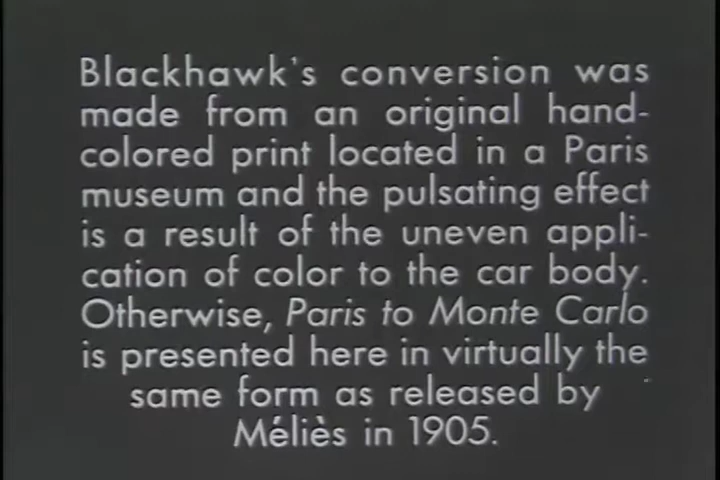 Blackhawk's conversion was
made from an original hand-
colored print located in a Paris
museum and the pulsating effect
is a result of the uneven appli-
cation of color to the car body.
Otherwise, Paris to Monte Carlo
is presented here in virtually the
same form as released by
Méliès in 1905.